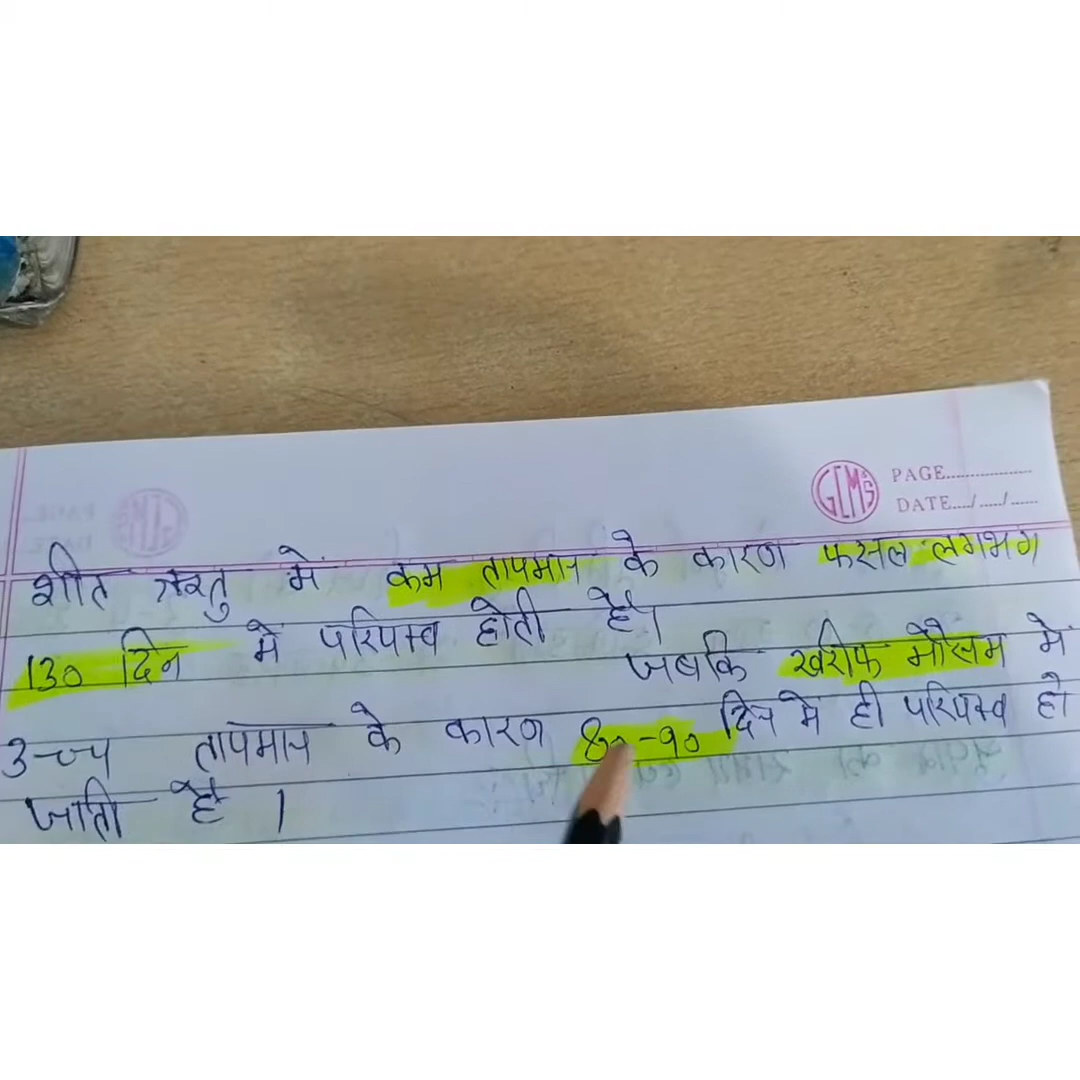 GEM'S
PAGE..................
DATE..../...../......
शीत ऋतु में कम तापमान के कारण फसल लगभग
130 दिन में परिपक्व होती है।
जबकि खरीफ मौसम में
उच्च तापमान के कारण 80-90 दिन मे ही परिपक्व हो
जाती है ।